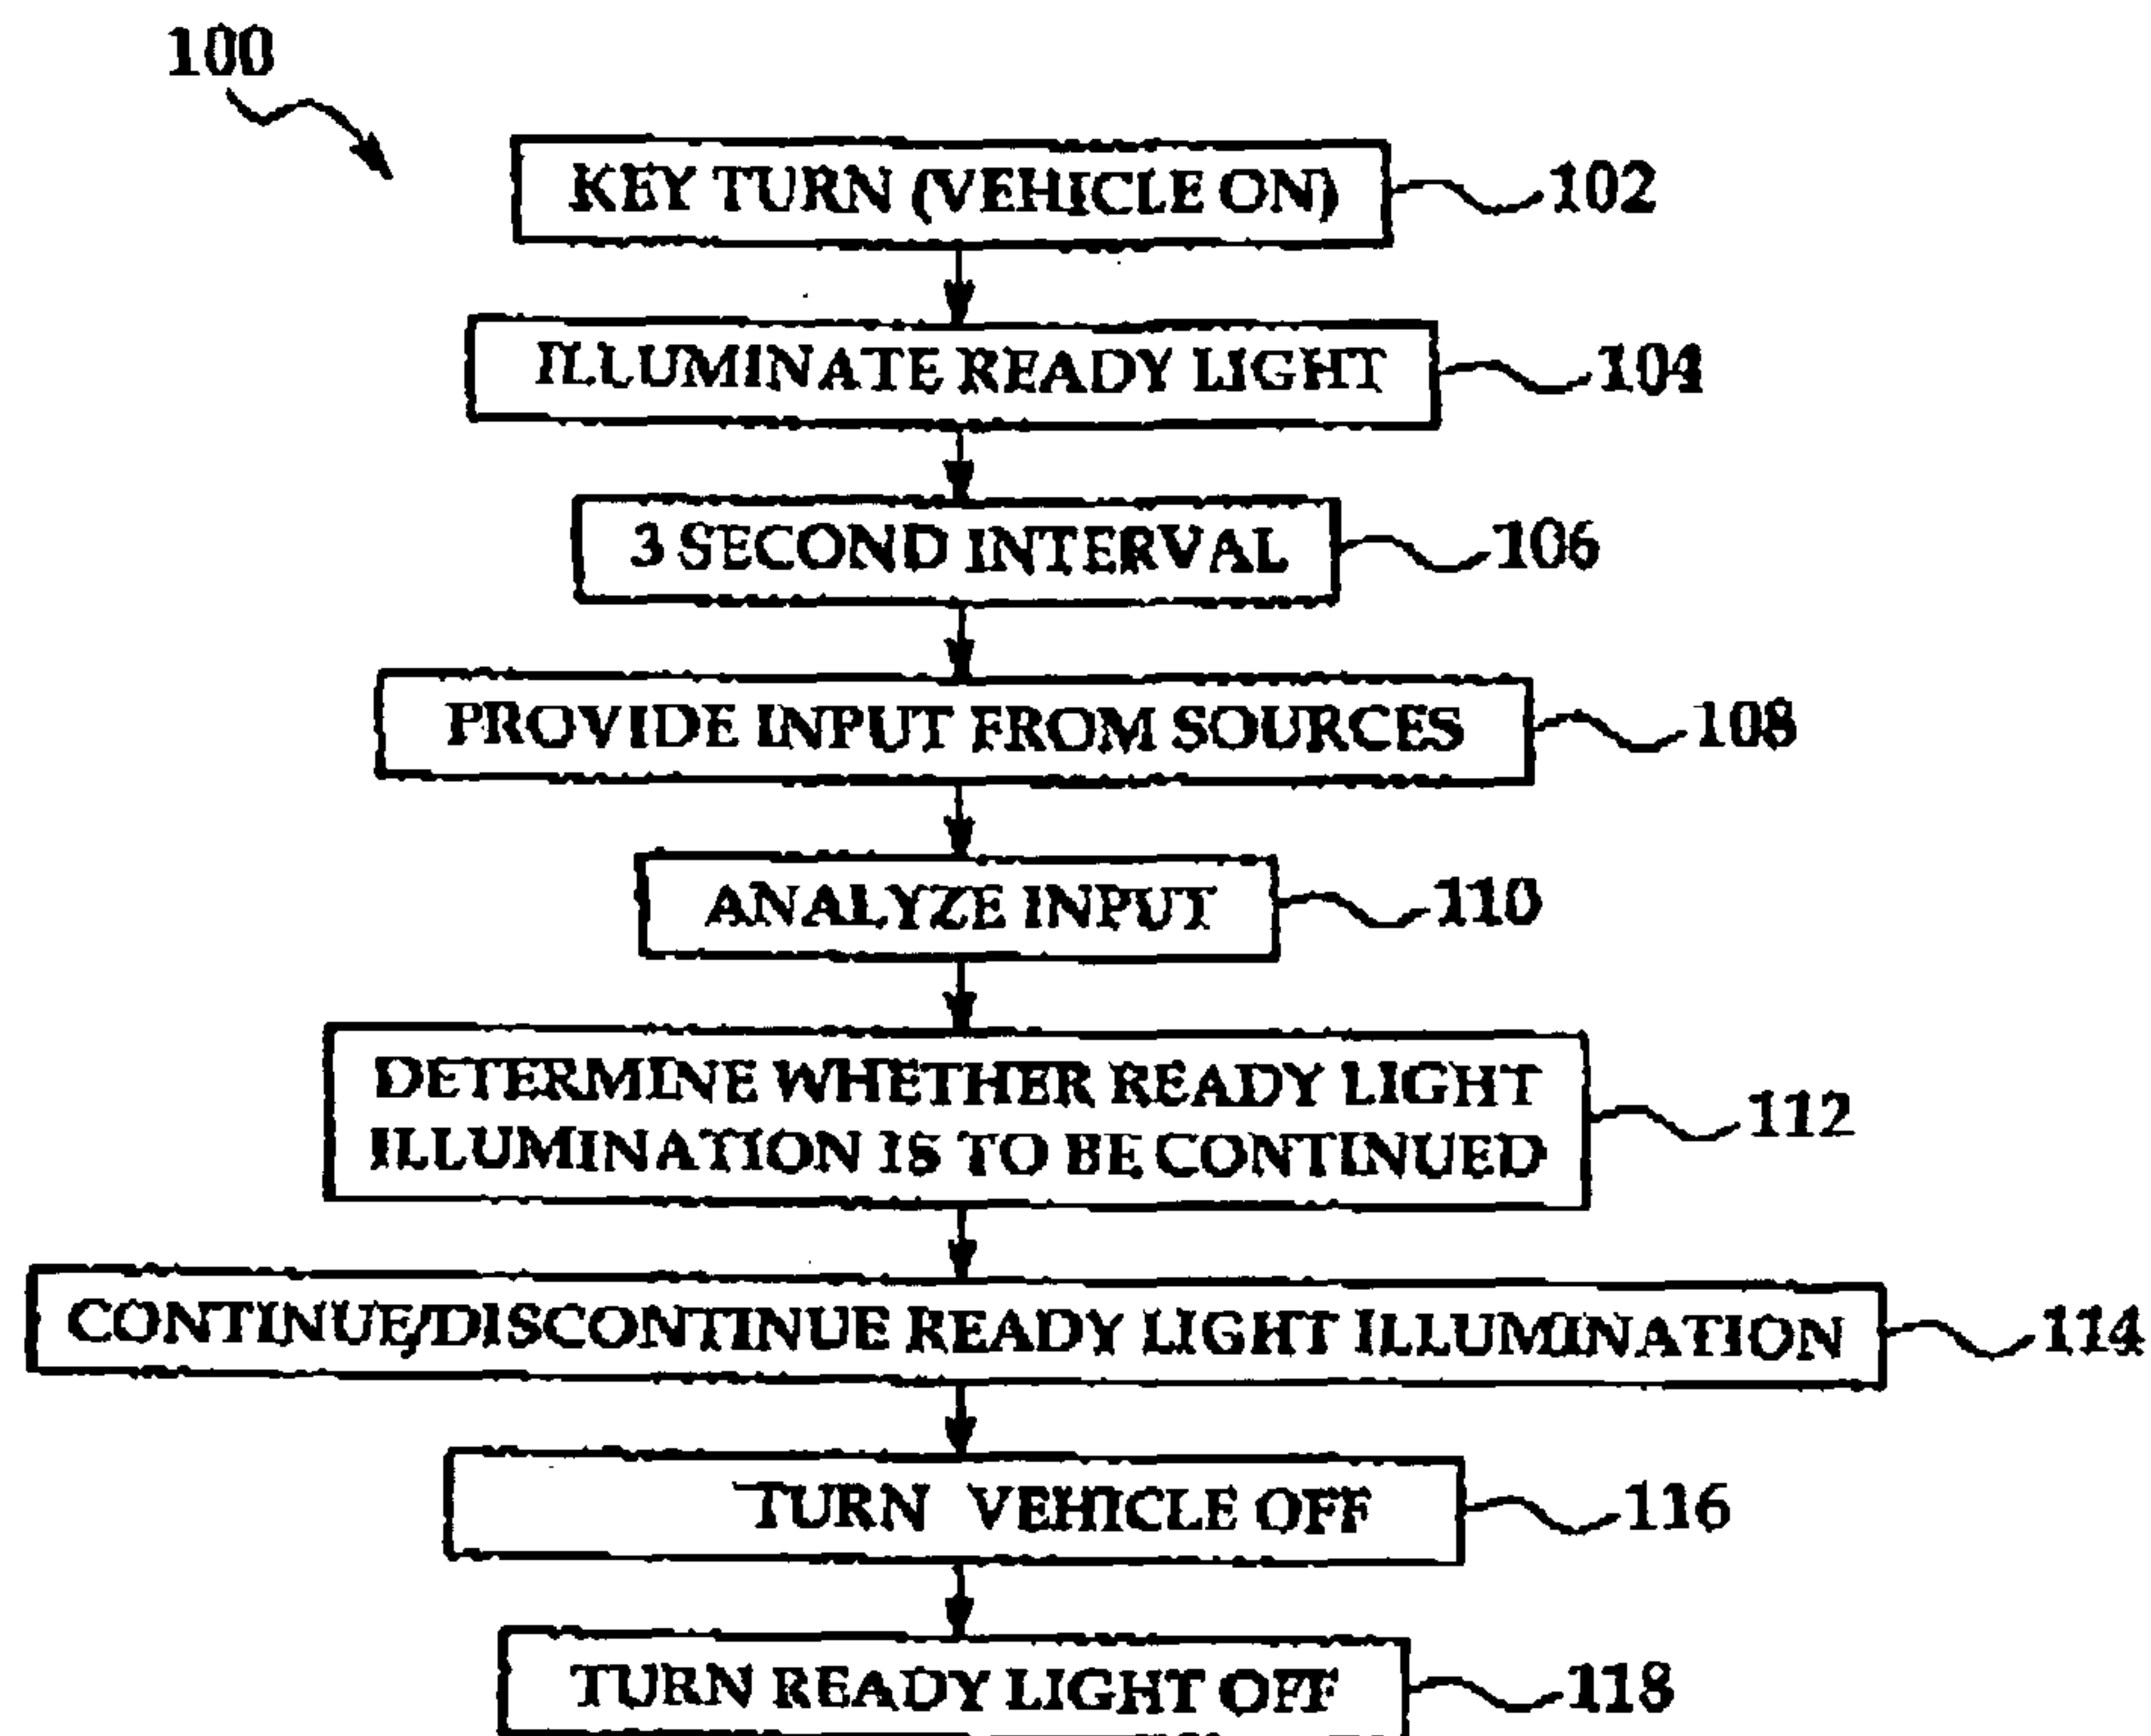 100
KEY TURN (VEHICLE ON)
102
ILLUMINATE READY LIGHT
104
3 SECOND INTERVAL
106
PROVIDE INPUT FROM SOURCES
108
ANALYZE INPUT
110
DETERMINE WHETHER READY LIGHT
ILLUMINATION IS TO BE CONTINUED
112
CONTINUE/DISCONTINUE READY LIGHT ILLUMINATION
114
TURN VEHICLE OFF
116
TURN READY LIGHT OFF
118